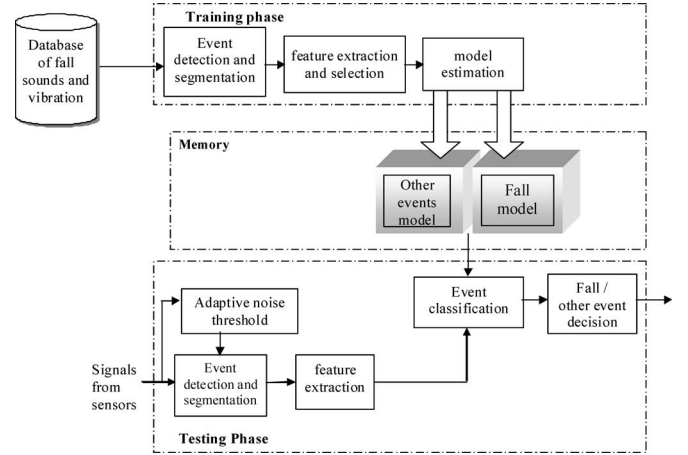 Training phase
Database
of fall
sounds and
vibration
Event
detection and
segmentation
feature extraction
and selection
model
estimation
Memory
Other
events
model
Fall
model
Adaptive noise
threshold
Event
classification
Fall /
other event
decision
Signals
from
sensors
Event
detection and
segmentation
feature
extraction
Testing Phase